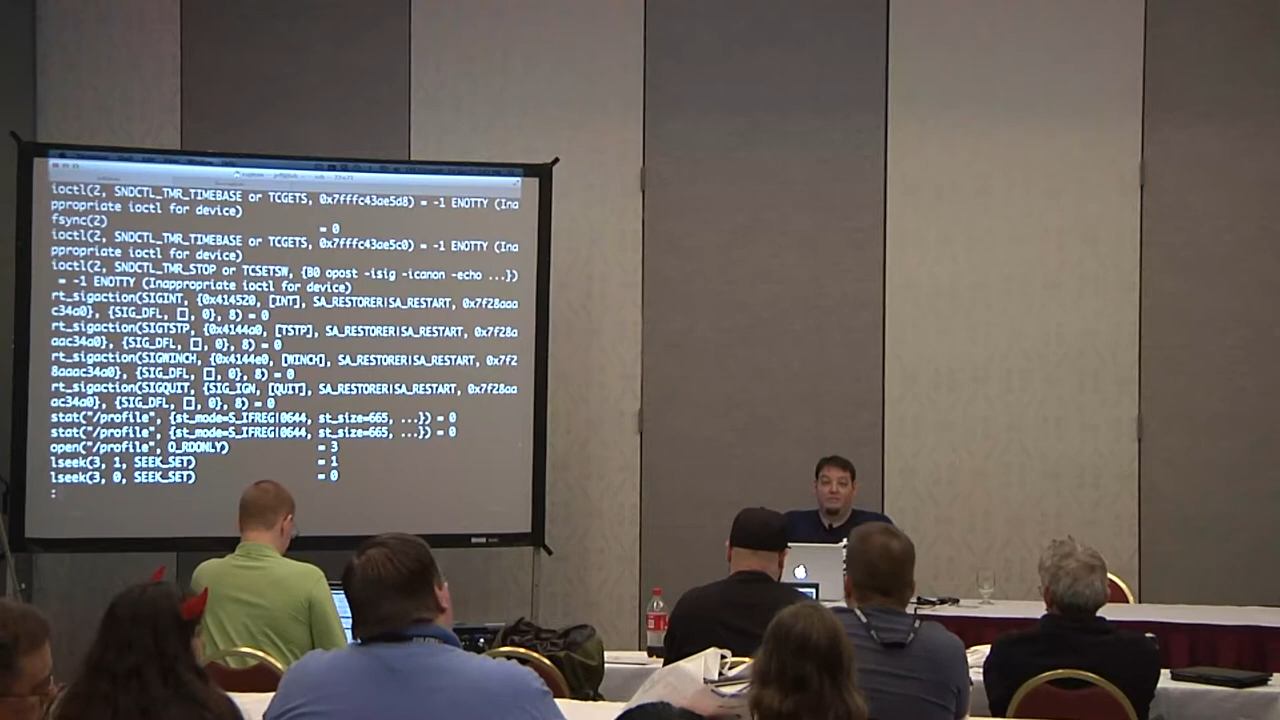 ioctl(2, SNDCTL_TMR_TIMEBASE or TCGETS, 0x7fffc43ae5d8) = -1 ENOTTY (Ina
ppropriate ioctl for device)
fsync(2) = 0
ioctl(2, SNDCTL_TMR_TIMEBASE or TCGETS, 0x7fffc43ae5c0) = -1 ENOTTY (Ina
ppropriate ioctl for device)
ioctl(2, SNDCTL_TMR_STOP or TCSETSW, {B0 opost -isig -icanon -echo ...})
= -1 ENOTTY (Inappropriate ioctl for device)
rt_sigaction(SIGINT, {0x414520, [INT], SA_RESTORER|SA_RESTART, 0x7f28aaa
c34a0}, {SIG_DFL, [], 0}, 8) = 0
rt_sigaction(SIGTSTP, {0x4144a0, [TSTP], SA_RESTORER|SA_RESTART, 0x7f28a
aac34a0}, {SIG_DFL, [], 0}, 8) = 0
rt_sigaction(SIGWINCH, {0x4144e0, [WINCH], SA_RESTORER|SA_RESTART, 0x7f2
8aaac34a0}, {SIG_DFL, [], 0}, 8) = 0
rt_sigaction(SIGQUIT, {SIG_IGN, [QUIT], SA_RESTORER|SA_RESTART, 0x7f28aa
ac34a0}, {SIG_DFL, [], 0}, 8) = 0
stat("/profile", {st_mode=S_IFREG|0644, st_size=665, ...}) = 0
stat("/profile", {st_mode=S_IFREG|0644, st_size=665, ...}) = 0
open("/profile", O_RDONLY) = 3
lseek(3, 1, SEEK_SET) = 1
lseek(3, 0, SEEK_SET) = 0
: